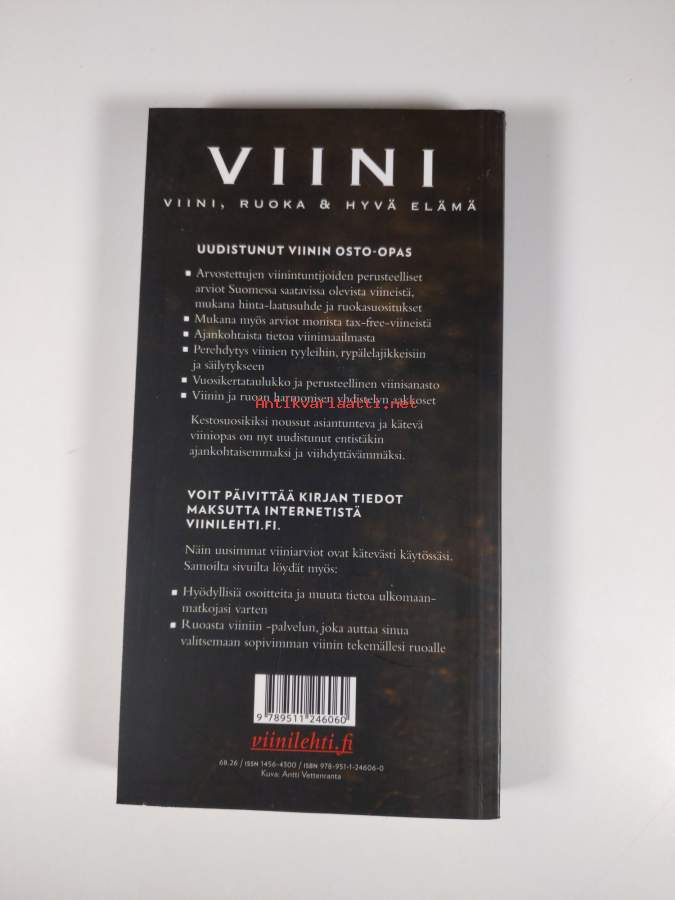 VIINI
VIINI, RUOKA & HYVÄ ELÄMÄ
UUDISTUNUT VIININ OSTO-OPAS
▪ Arvostettujen viinintuntijoiden perusteelliset
arviot Suomessa saatavissa olevista viineistä,
mukana hinta-laatusuhde ja ruokasuositukset
▪ Mukana myös arviot monista tax-free-viineistä
▪ Ajankohtaista tietoa viinimaailmasta
▪ Perehdytys viinien tyyleihin, rypälelajikkeisiin
ja säilytykseen
▪ Vuosikertataulukko ja perusteellinen viinisanasto
▪ Viinin ja ruoan harmonisen yhdistelyn aakkoset
Antikvariaatti.net
Kestosuosikiksi noussut asiantunteva ja kätevä
viiniopas on nyt uudistunut entistäkin
ajankohtaisemmaksi ja viihdyttävämmäksi.
VOIT PÄIVITTÄÄ KIRJAN TIEDOT
MAKSUTTA INTERNETISTÄ
VIINILEHTI.FI.
Näin uusimmat viiniarviot ovat kätevästi käytössäsi.
Samoilta sivuilta löydät myös:
▪ Hyödyllisiä osoitteita ja muuta tietoa ulkomaan-
matkojasi varten
▪ Ruoasta viiniin -palvelun, joka auttaa sinua
valitsemaan sopivimman viinin tekemällesi ruoalle
9 789511 246060
viinilehti.fi
68.26 / ISSN 1456-4300 / ISBN 978-951-1-24606-0
Kuva: Antti Vettenranta